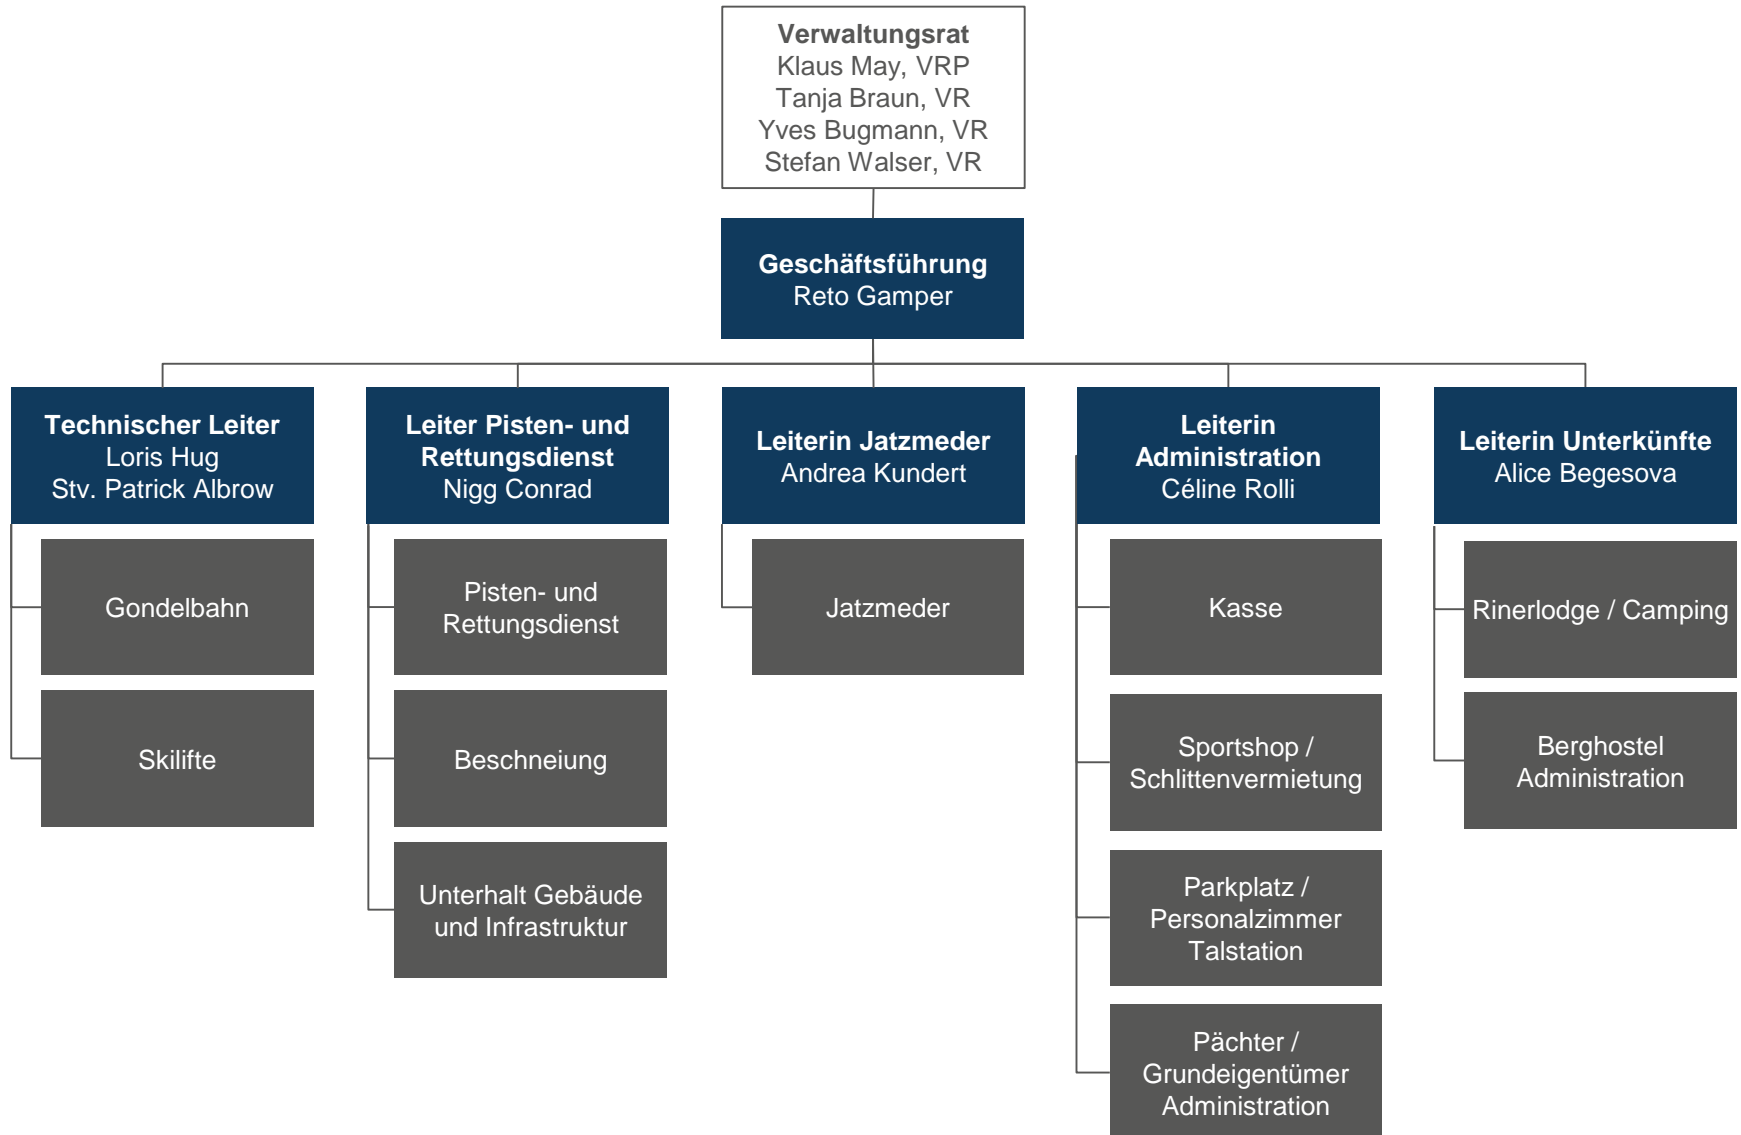 Verwaltungsrat
Klaus May, VRP
Tanja Braun, VR
Yves Bugmann, VR
Stefan Walser, VR
Geschäftsführung
Reto Gamper
Technischer Leiter
Loris Hug
Stv. Patrick Albrow
Gondelbahn
Skilifte
Leiter Pisten- und
Rettungsdienst
Nigg Conrad
Pisten- und
Rettungsdienst
Beschneiung
Unterhalt Gebäude
und Infrastruktur
Leiterin Jatzmeder
Andrea Kundert
Jatzmeder
Leiterin
Administration
Céline Rolli
Kasse
Sportshop /
Schlittenvermietung
Parkplatz /
Personalzimmer
Talstation
Pächter /
Grundeigentümer
Administration
Leiterin Unterkünfte
Alice Begesova
Rinerlodge / Camping
Berghostel
Administration